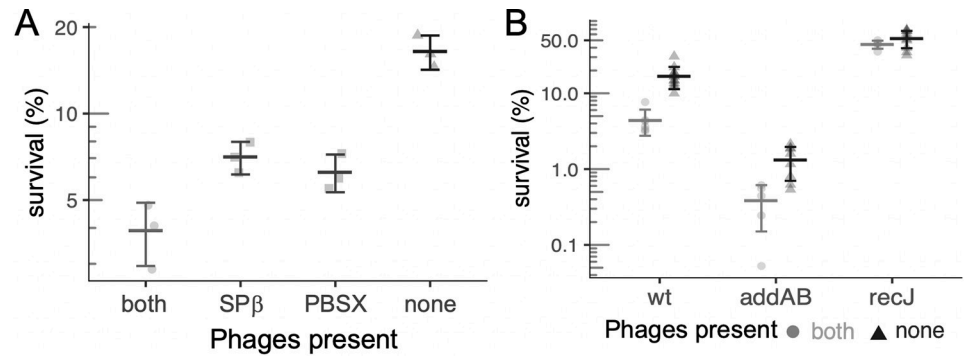 A
survival (%)
20
10
5
both SPβ PBSX none
Phages present
B
survival (%)
50.0
10.0
1.0
0.1
wt addAB recJ
Phages present both none